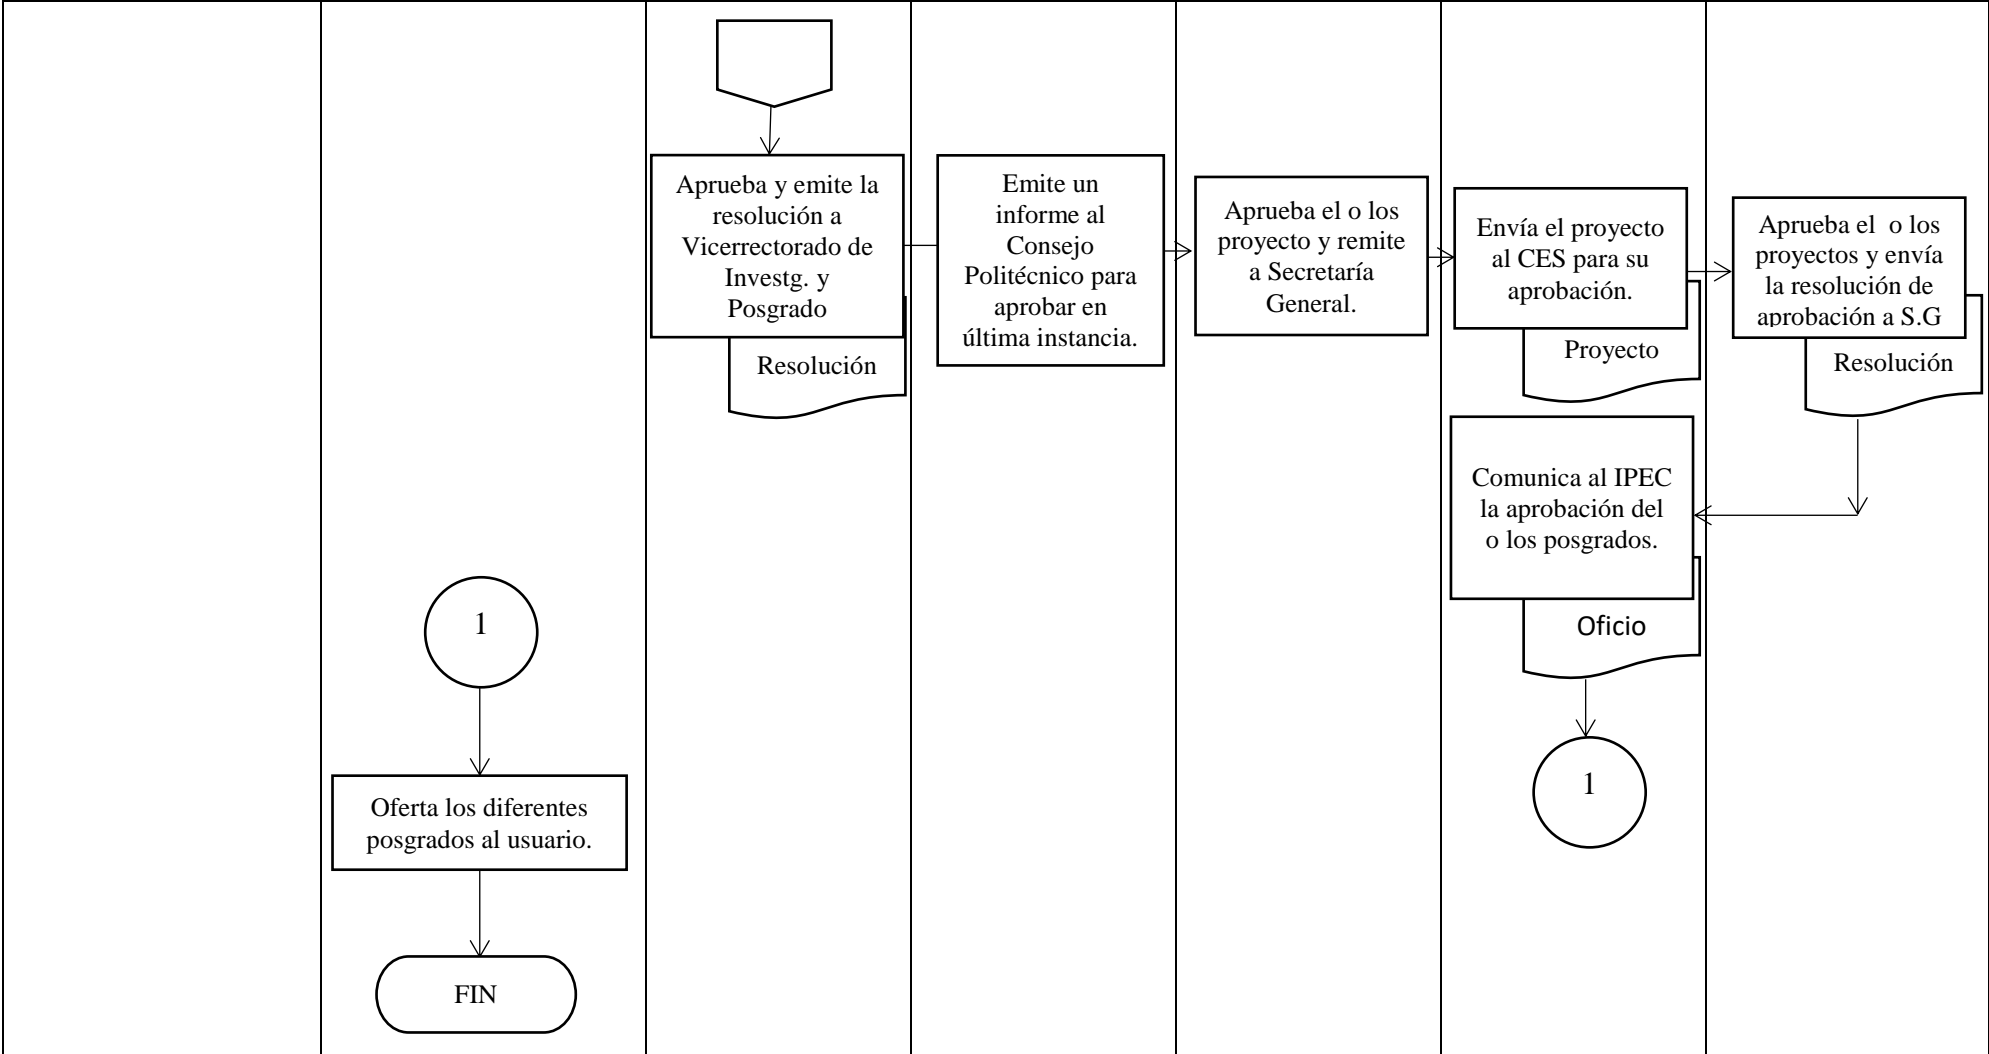 Aprueba y emite la
resolución a
Vicerrectorado de
Investg. y
Posgrado
Resolución
Emite un
informe al
Consejo
Politécnico para
aprobar en
última instancia.
Aprueba el o los
proyecto y remite
a Secretaría
General.
Envía el proyecto
al CES para su
aprobación.
Proyecto
Aprueba el  o los
proyectos y envía
la resolución de
aprobación a S.G
Resolución
Comunica al IPEC
la aprobación del
o los posgrados.
Oficio
1
1
Oferta los diferentes
posgrados al usuario.
FIN